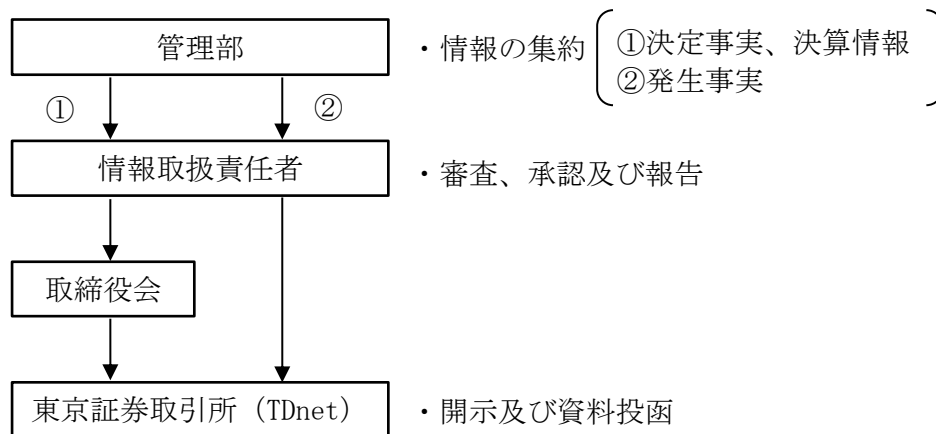 管理部
・情報の集約
①決定事実、決算情報
②発生事実
①
②
情報取扱責任者
・審査、承認及び報告
取締役会
東京証券取引所（TDnet）
・開示及び資料投函